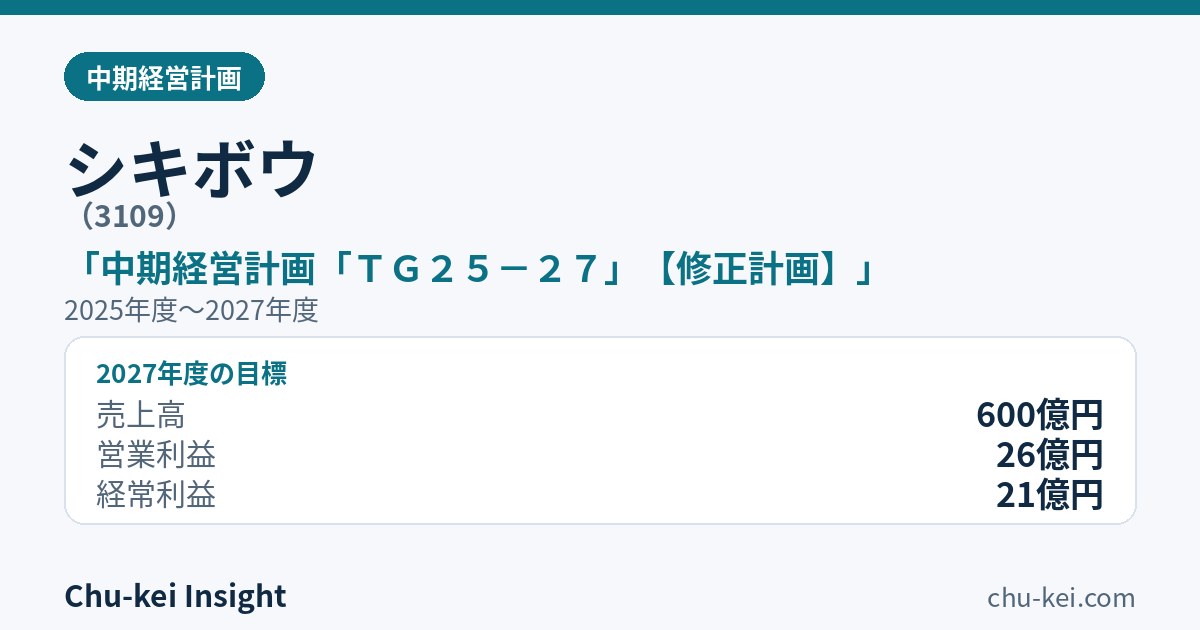 中期経営計画
シキボウ
（3109）
「中期経営計画「ＴＧ２５－２７」【修正計画】」
2025年度～2027年度
2027年度の目標
売上高 600億円
営業利益 26億円
経常利益 21億円
Chu-kei Insight chu-kei.com